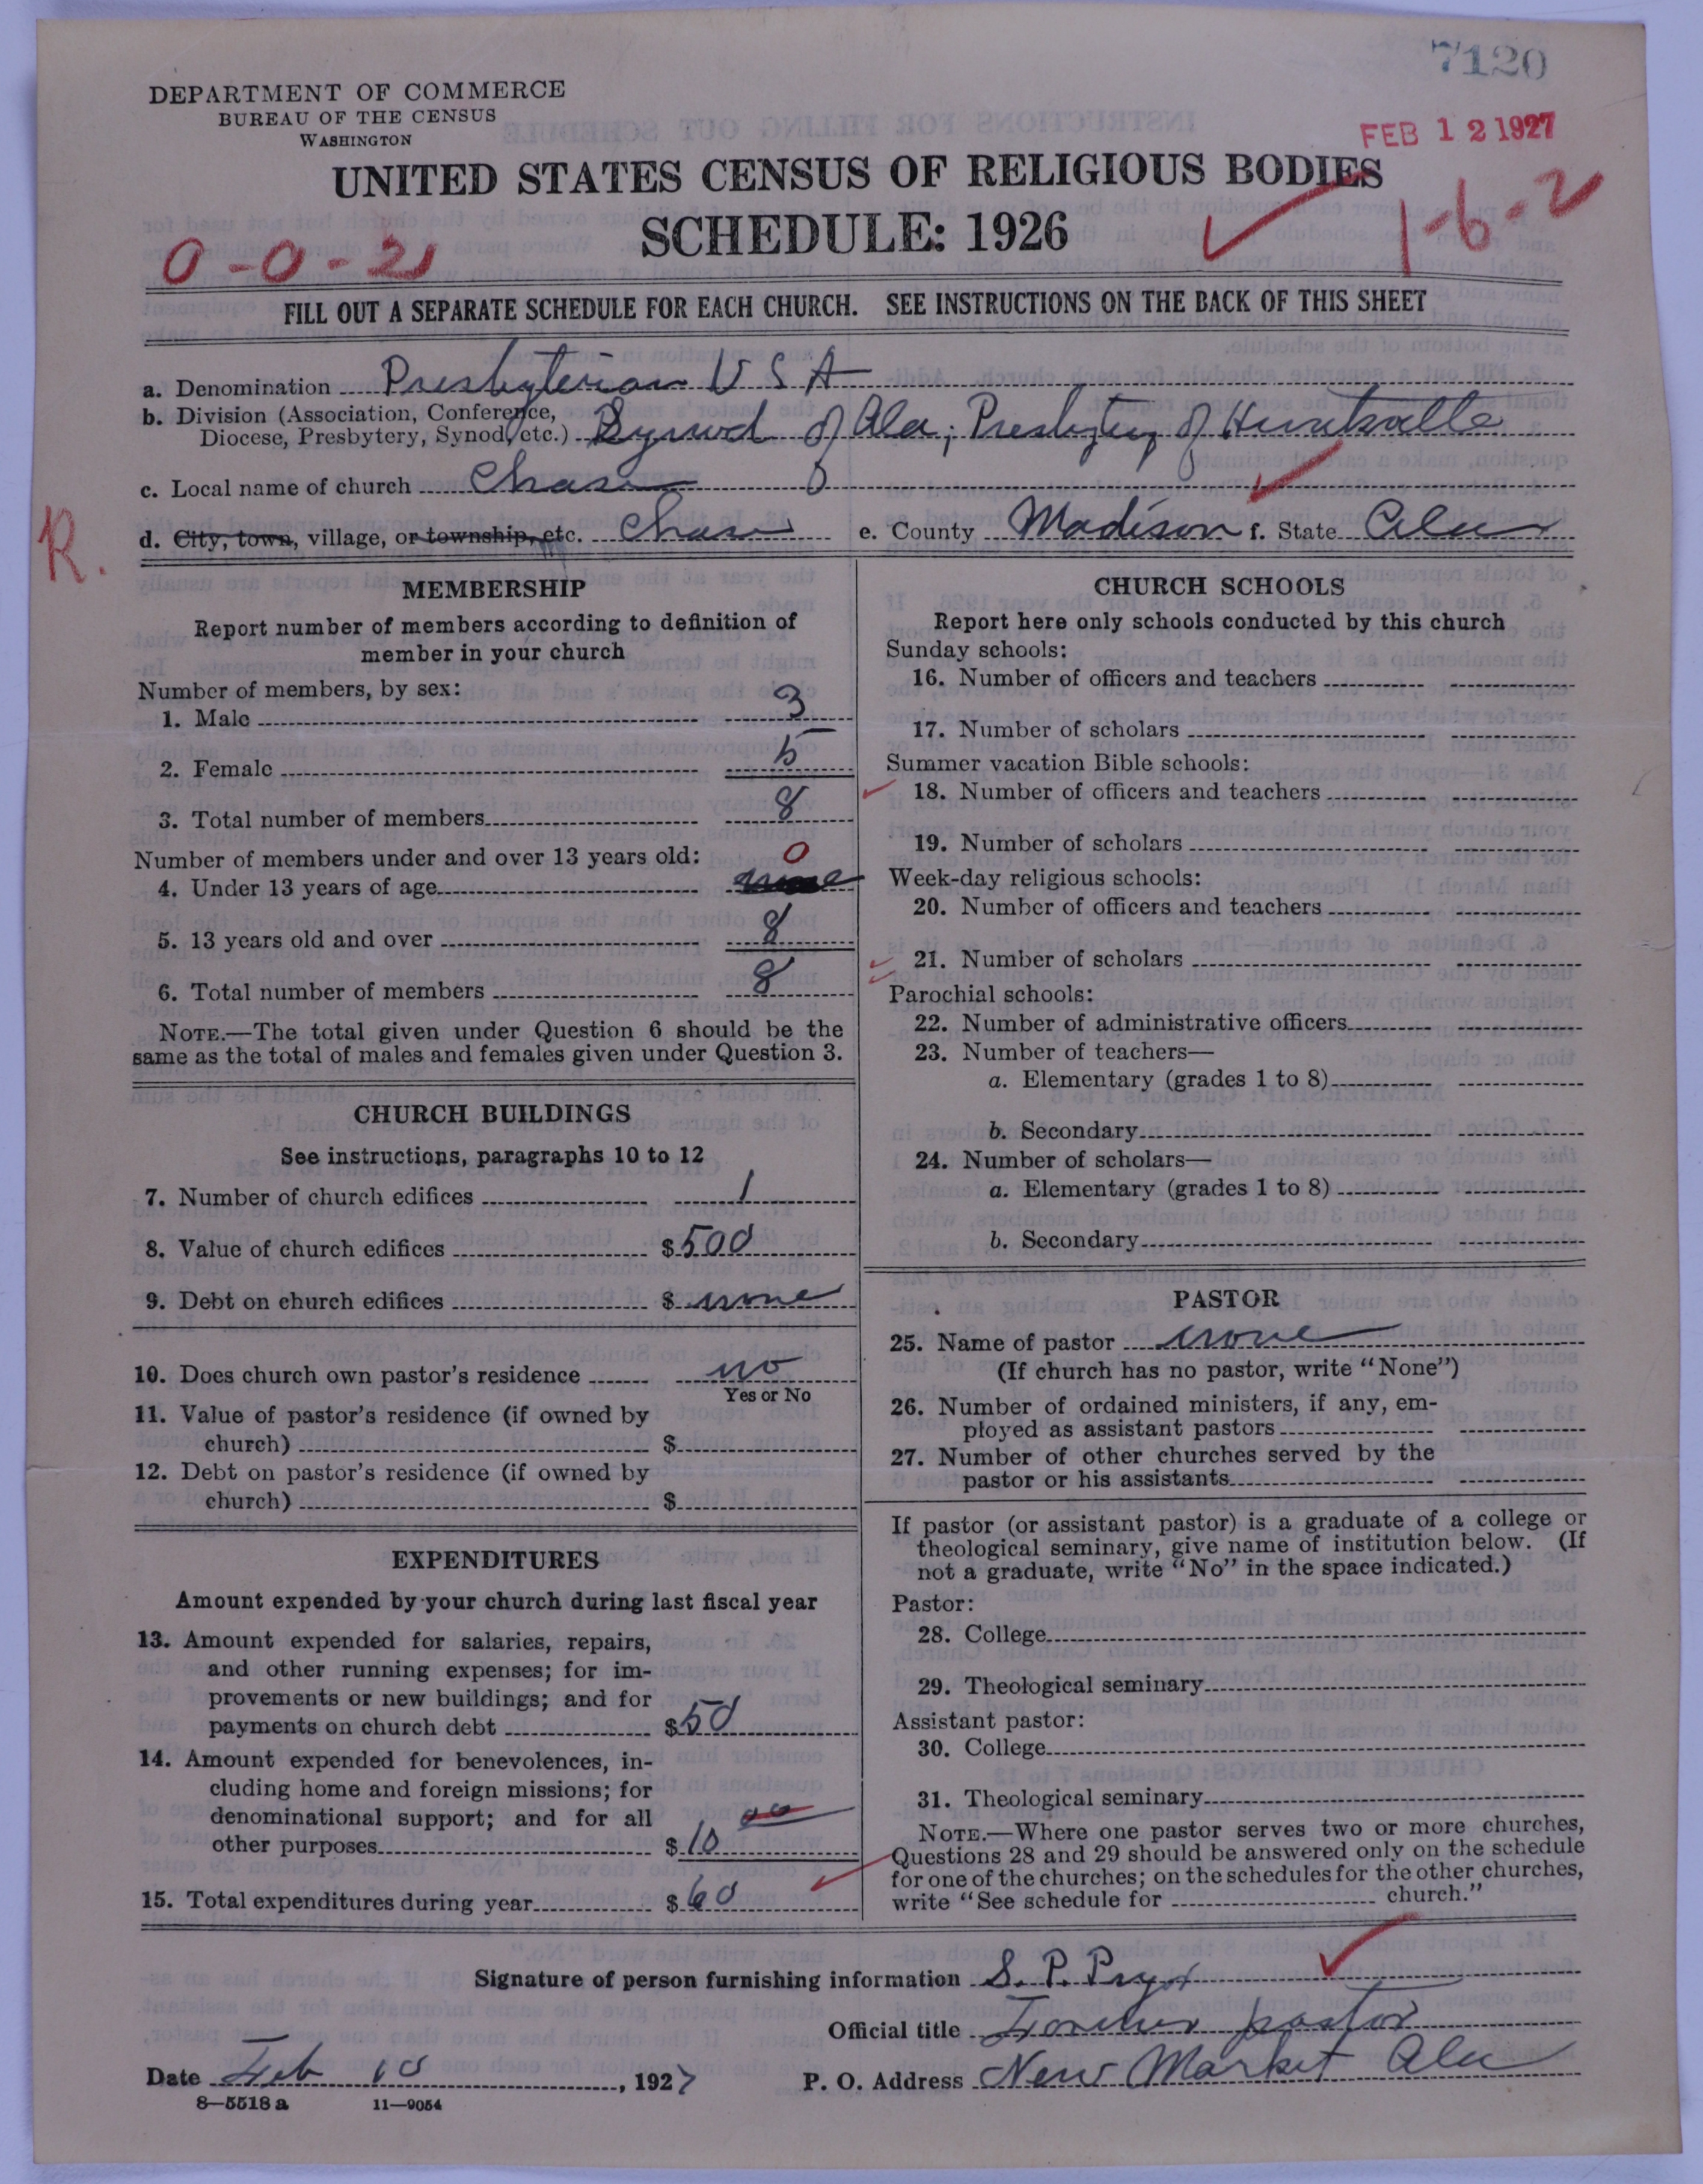 7120
DEPARTMENT OF COMMERCE
BUREAU OF THE CENSUS
WASHINGTON
FEB 12 1927
UNITED STATES CENSUS OF RELIGIOUS BODIES
SCHEDULE: 1926
0-0-2
1-6-2
FILL OUT A SEPARATE SCHEDULE FOR EACH CHURCH. SEE INSTRUCTIONS ON THE BACK OF THIS SHEET
a. Denomination Presbyterian U S A
b. Division (Association, Conference,
Diocese, Presbytery, Synod, etc.) Synod of Ala; Presbytery of Huntsville
c. Local name of church Chase
R.
d. City, town, village, or township, etc. Chase e. County Madison f. State Ala
MEMBERSHIP
Report number of members according to definition of
member in your church
Number of members, by sex:
1. Male 3
2. Female 5
3. Total number of members 8
Number of members under and over 13 years old: 0
4. Under 13 years of age none
5. 13 years old and over 8
6. Total number of members 8
NOTE.—The total given under Question 6 should be the
same as the total of males and females given under Question 3.
CHURCH BUILDINGS
See instructions, paragraphs 10 to 12
7. Number of church edifices 1
8. Value of church edifices $500
9. Debt on church edifices $ none
10. Does church own pastor's residence no
Yes or No
11. Value of pastor's residence (if owned by
church) $
12. Debt on pastor's residence (if owned by
church) $
EXPENDITURES
Amount expended by your church during last fiscal year
13. Amount expended for salaries, repairs,
and other running expenses; for im-
provements or new buildings; and for
payments on church debt $50
14. Amount expended for benevolences, in-
cluding home and foreign missions; for
denominational support; and for all 00
other purposes $10
15. Total expenditures during year $60
CHURCH SCHOOLS
Report here only schools conducted by this church
Sunday schools:
16. Number of officers and teachers
17. Number of scholars
Summer vacation Bible schools:
18. Number of officers and teachers
19. Number of scholars
Week-day religious schools:
20. Number of officers and teachers
21. Number of scholars
Parochial schools:
22. Number of administrative officers
23. Number of teachers—
a. Elementary (grades 1 to 8)
b. Secondary
24. Number of scholars—
a. Elementary (grades 1 to 8)
b. Secondary
PASTOR
25. Name of pastor none
(If church has no pastor, write "None")
26. Number of ordained ministers, if any, em-
ployed as assistant pastors
27. Number of other churches served by the
pastor or his assistants
If pastor (or assistant pastor) is a graduate of a college or
theological seminary, give name of institution below. (If
not a graduate, write "No" in the space indicated.)
Pastor:
28. College
29. Theological seminary
Assistant pastor:
30. College
31. Theological seminary
NOTE.—Where one pastor serves two or more churches,
Questions 28 and 29 should be answered only on the schedule
for one of the churches; on the schedules for the other churches,
write "See schedule for church."
Signature of person furnishing information S. P. Pryor
Official title Former pastor
Date Feb 10, 1927 P. O. Address New Market Ala
8—5518 a 11—9054